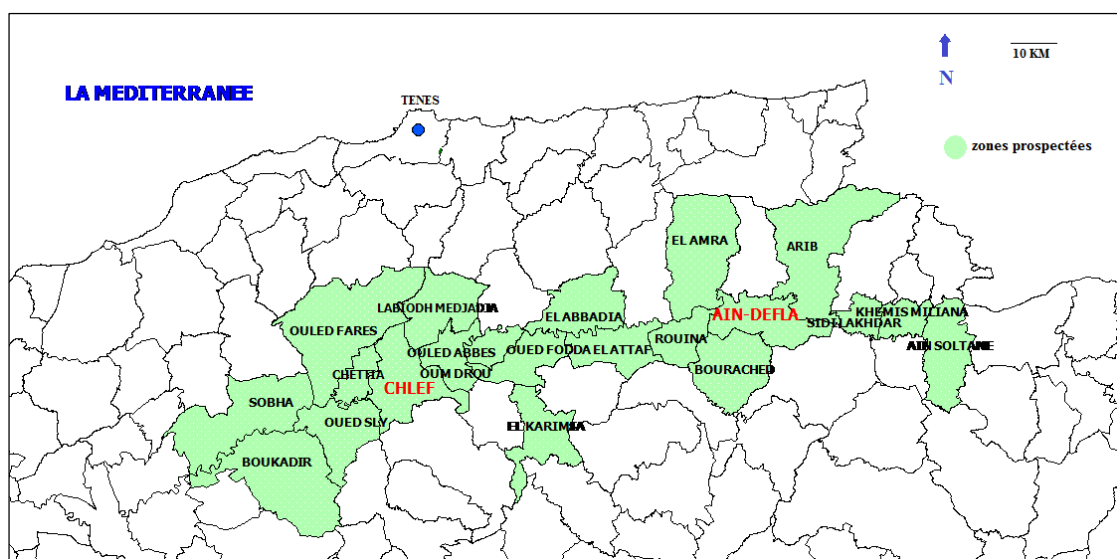 10 KM
N
LA MEDITERRANEE
TENES
zones prospectées
EL AMRA
ARIB
LABIODH MEDJADJA
EL ABBADIA
AIN-DEFLA
KHEMIS MILIANA
SIDI LAKHDAR
OULED FARES
ROUINA
OULED ABBES
OUED FODDA
EL ATTAF
BOURACHED
CHETTIA
OUM DROU
CHLEF
SOBHA
OUED SLY
EL KARIMIA
BOUKADIR